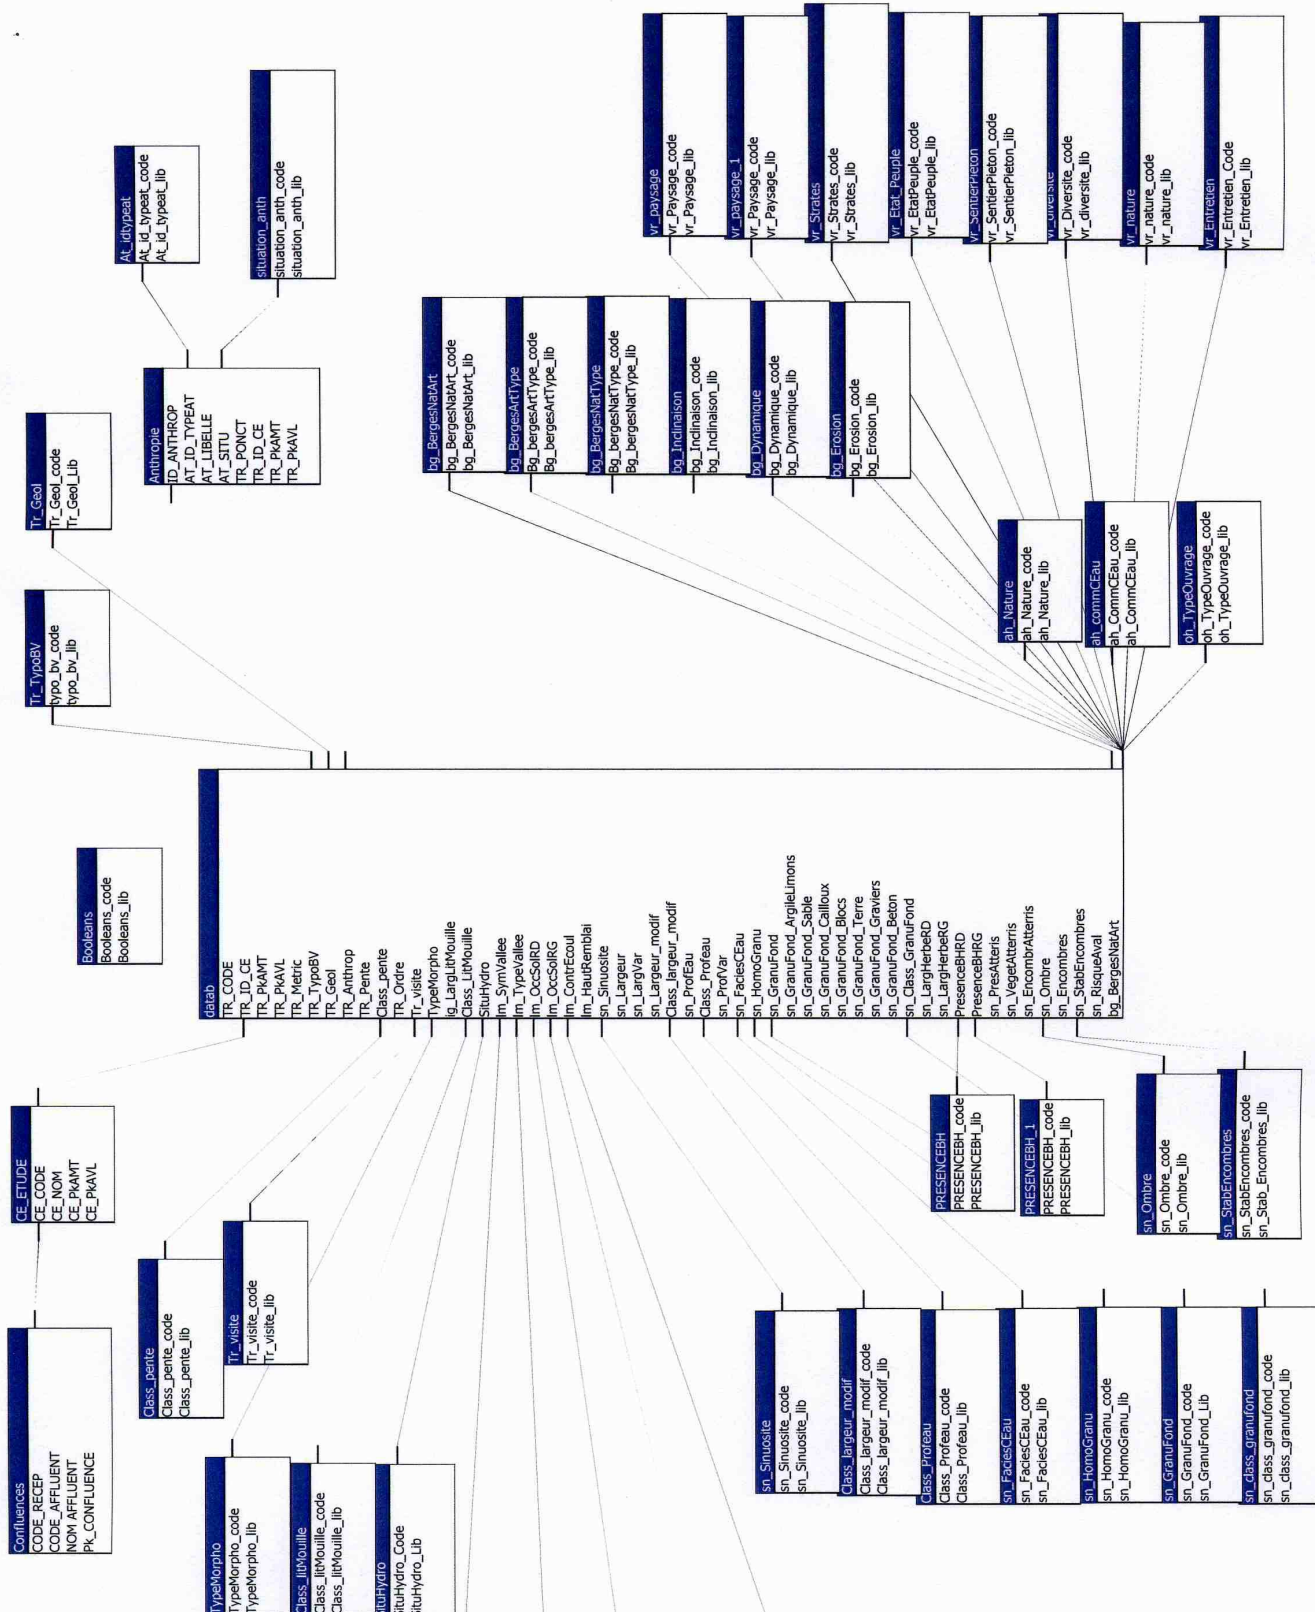 Confluences
CODE_RECEP
CODE_AFFLUENT
NOM AFFLUENT
Pk_CONFLUENCE
CE_ETUDE
CE_CODE
CE_NOM
CE_PkAMT
CE_PkAVL
Booleans
Booleans_code
Booleans_lib
Tr_TypoBV
typo_bv_code
typo_bv_lib
Tr_Geol
Tr_Geol_code
Tr_Geol_Lib
At_idtypeat
At_id_typeat_code
At_id_typeat_lib
Anthropie
ID_ANTHROP
AT_ID_TYPEAT
AT_LIBELLE
AT_SITU
TR_PONCT
TR_ID_CE
TR_PkAMT
TR_PkAVL
situation_anth
situation_anth_code
situation_anth_lib
Class_pente
Class_pente_code
Class_pente_lib
Tr_visite
Tr_visite_code
Tr_visite_lib
TypeMorpho
TypeMorpho_code
TypeMorpho_lib
Class_litMouille
Class_litMouille_code
Class_litMouille_lib
ituHydro
ituHydro_Code
ituHydro_Lib
datab
TR_CODE
TR_ID_CE
TR_PkAMT
TR_PkAVL
TR_Metric
TR_TypoBV
TR_Geol
TR_Anthrop
TR_Pente
Class_pente
TR_Ordre
Tr_visite
TypeMorpho
ig_LargLitMouille
Class_LitMouille
SituHydro
lm_SymVallee
lm_TypeVallee
lm_OccSolRD
lm_OccSolRG
lm_ContrEcoul
lm_HautRemblai
sn_Sinuosite
sn_Largeur
sn_LargVar
sn_Largeur_modif
Class_largeur_modif
sn_ProfEau
Class_Profeau
sn_ProfVar
sn_FaciesCEau
sn_HomoGranu
sn_GranuFond
sn_GranuFond_ArgileLimons
sn_GranuFond_Sable
sn_GranuFond_Cailloux
sn_GranuFond_Blocs
sn_GranuFond_Terre
sn_GranuFond_Graviers
sn_GranuFond_Beton
sn_Class_GranuFond
sn_LargHerbeRD
sn_LargHerbeRG
PresenceBHRD
PresenceBHRG
sn_PresAtteris
sn_VegetAtterris
sn_EncombrAtterris
sn_Ombre
sn_Encombres
sn_StabEncombres
sn_RisqueAval
bg_BergesNatArt
bg_BergesNatArt
bg_BergesNatArt_code
bg_BergesNatArt_lib
bg_BergesArtType
Bg_bergesArtType_code
Bg_bergesArtType_lib
bg_BergesNatType
Bg_bergesNatType_code
Bg_bergesNatType_lib
bg_Inclinaison
bg_Inclinaison_code
bg_Inclinaison_lib
bg_Dynamique
bg_Dynamique_code
bg_Dynamique_lib
bg_Erosion
bg_Erosion_code
bg_Erosion_lib
vr_paysage
vr_Paysage_code
vr_Paysage_lib
vr_paysage_1
vr_Paysage_code
vr_Paysage_lib
vr_Strates
vr_Strates_code
vr_Strates_lib
vr_Etat_Peuple
vr_EtatPeuple_code
vr_EtatPeuple_lib
vr_SentierPieton
vr_SentierPieton_code
vr_SentierPieton_lib
vr_diversite
vr_Diversite_code
vr_diversite_lib
vr_nature
vr_nature_code
vr_nature_lib
vr_Entretien
vr_Entretien_Code
vr_Entretien_lib
ah_Nature
ah_Nature_code
ah_Nature_lib
ah_commCEau
ah_CommCEau_code
ah_CommCEau_lib
oh_TypeOuvrage
oh_TypeOuvrage_code
oh_TypeOuvrage_lib
PRESENCEBH
PRESENCEBH_code
PRESENCEBH_lib
PRESENCEBH_1
PRESENCEBH_code
PRESENCEBH_lib
sn_Ombre
sn_Ombre_code
sn_Ombre_lib
sn_StabEncombres
sn_StabEncombres_code
sn_Stab_Encombres_lib
sn_Sinuosite
sn_Sinuosite_code
sn_Sinuosite_lib
Class_largeur_modif
Class_largeur_modif_code
Class_largeur_modif_lib
Class_Profeau
Class_Profeau_code
Class_Profeau_lib
sn_FaciesCEau
sn_FaciesCEau_code
sn_FaciesCEau_lib
sn_HomoGranu
sn_HomoGranu_code
sn_HomoGranu_lib
sn_GranuFond
sn_GranuFond_code
sn_GranuFond_Lib
sn_class_granufond
sn_class_granufond_code
sn_class_granufond_lib